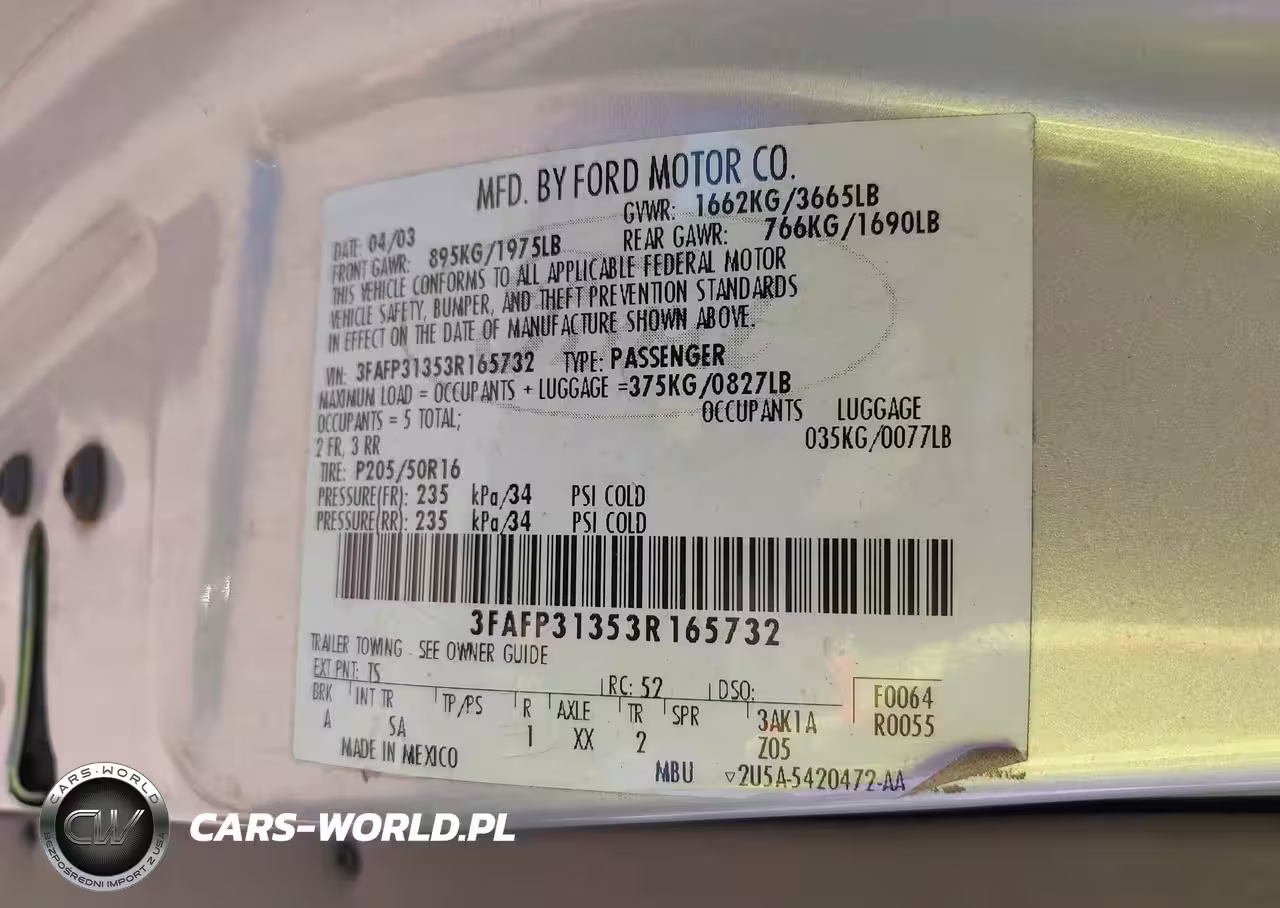 MFD. BY FORD MOTOR CO.
DATE: 04/03 GVWR: 1662KG/3665LB
FRONT GAWR: 895KG/1975LB REAR GAWR: 766KG/1690LB
THIS VEHICLE CONFORMS TO ALL APPLICABLE FEDERAL MOTOR
VEHICLE SAFETY, BUMPER, AND THEFT PREVENTION STANDARDS
IN EFFECT ON THE DATE OF MANUFACTURE SHOWN ABOVE.
VIN: 3FAFP31353R165732 TYPE: PASSENGER
MAXIMUM LOAD = OCCUPANTS + LUGGAGE =375KG/0827LB
OCCUPANTS = 5 TOTAL; OCCUPANTS LUGGAGE
2 FR, 3 RR 035KG/0077LB
TIRE: P205/50R16
PRESSURE(FR): 235 kPa/34 PSI COLD
PRESSURE(RR): 235 kPa/34 PSI COLD
3FAFP31353R165732
TRAILER TOWING - SEE OWNER GUIDE
EXT PNT: TS RC: 52 DSO: F0064
BRK INT TR TP/PS R AXLE TR SPR 3AK1A R0055
A SA 1 XX 2 Z05
MADE IN MEXICO MBU ▽2U5A-5420472-AA
CARS-WORLD
CW
BEZPOŚREDNI IMPORT Z USA
CARS-WORLD.PL